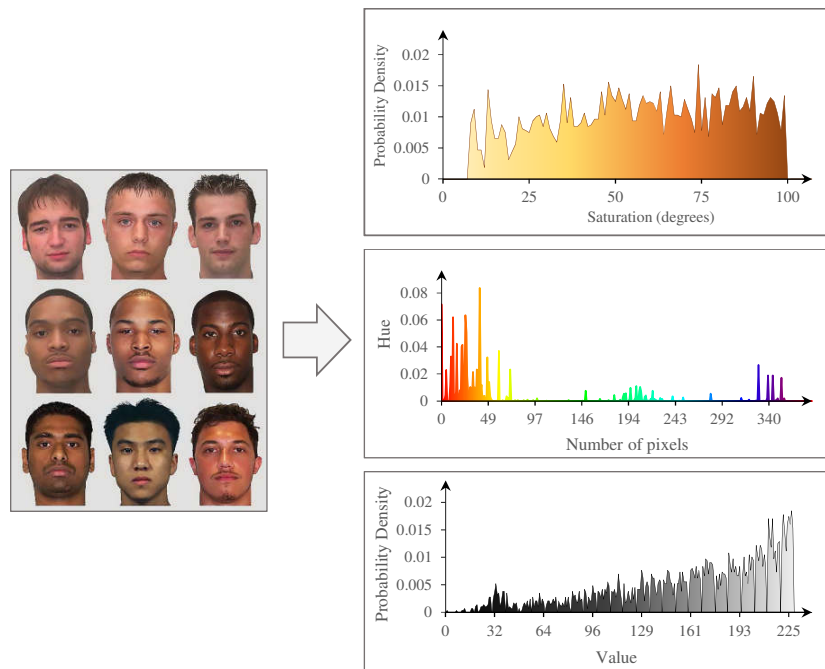 Probability Density
0.02
0.015
0.01
0.005
0
0 25 50 75 100
Saturation (degrees)
Hue
0.08
0.06
0.04
0.02
0
0 49 97 146 194 243 292 340
Number of pixels
Probability Density
0.02
0.015
0.01
0.005
0
0 32 64 96 129 161 193 225
Value